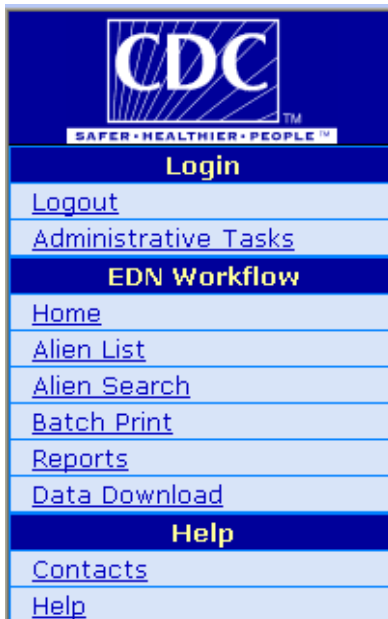 CDC
TM
SAFER•HEALTHIER•PEOPLE™
Login
Logout
Administrative Tasks
EDN Workflow
Home
Alien List
Alien Search
Batch Print
Reports
Data Download
Help
Contacts
Help